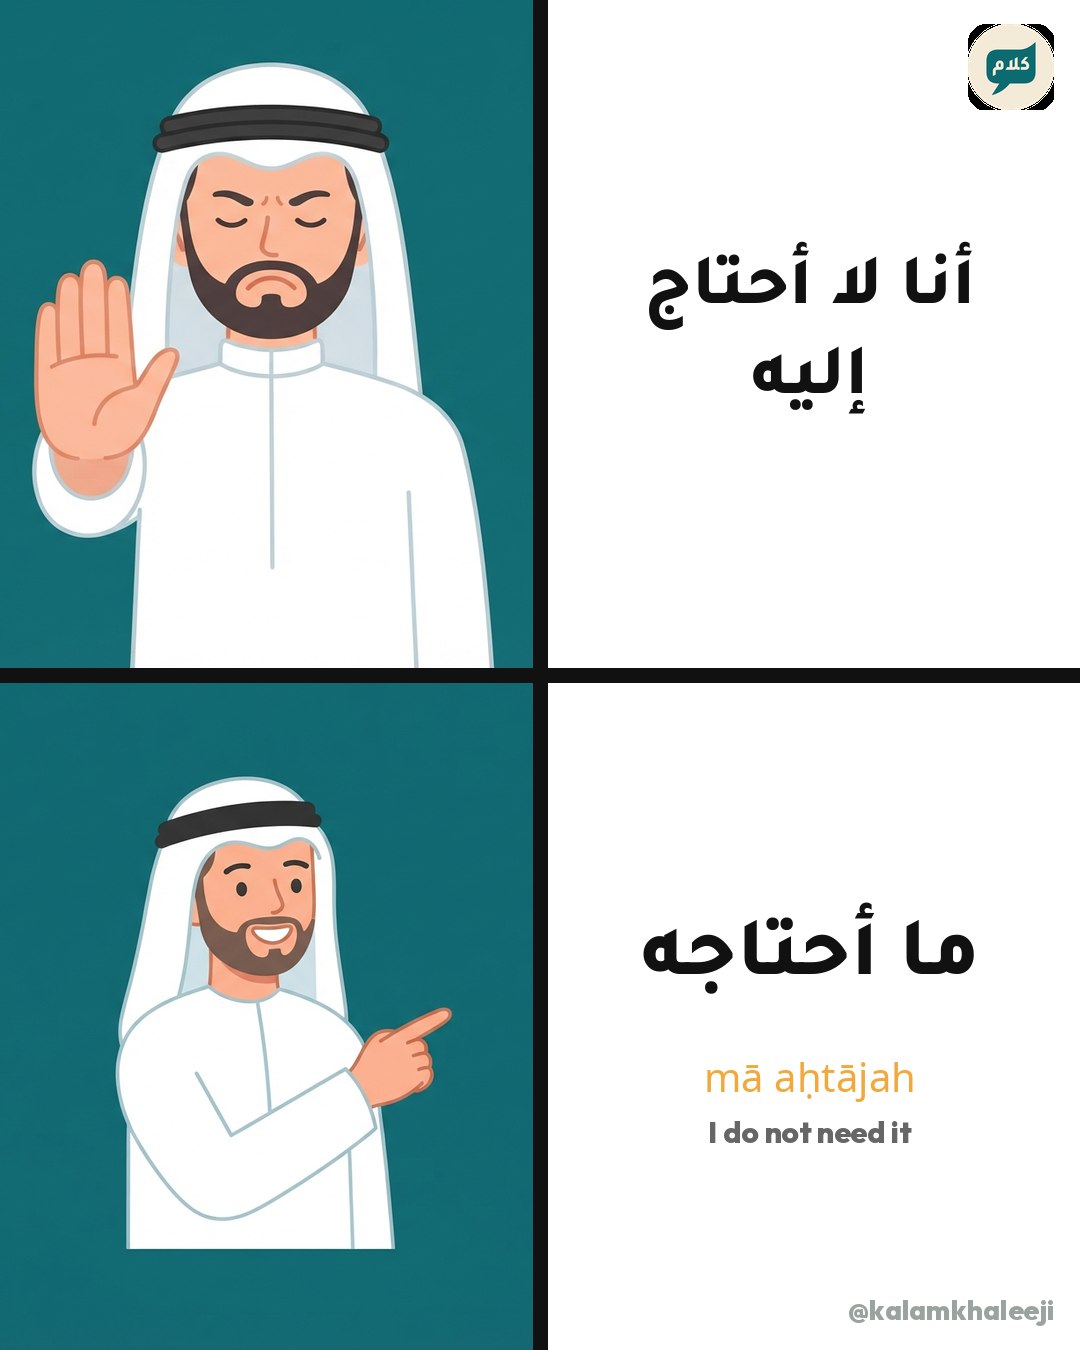 كلام
أنا لا أحتاج
إليه
ما أحتاجه
mā aḥtājah
I do not need it
@kalamkhaleeji